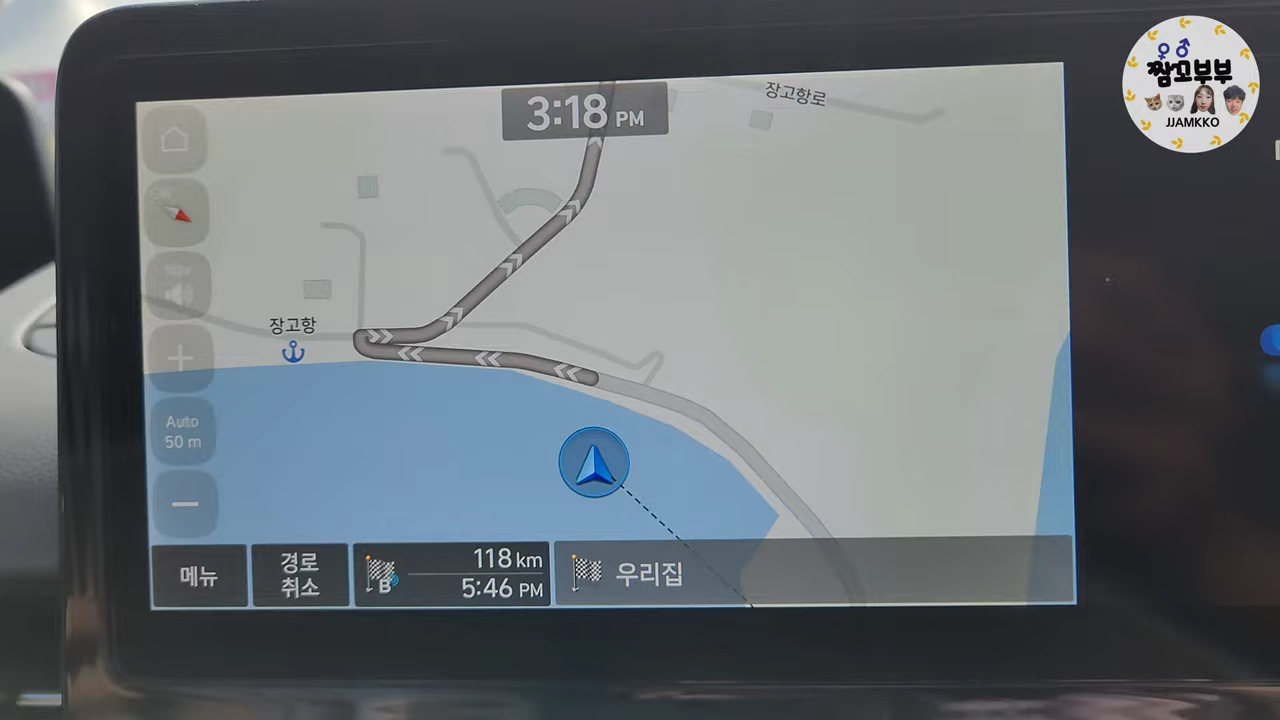 3:18 PM
장고항로
짬꼬부부
JJAMKKO
장고항
Auto
50 m
메뉴
경로
취소
B
118 km
5:46 PM
우리집